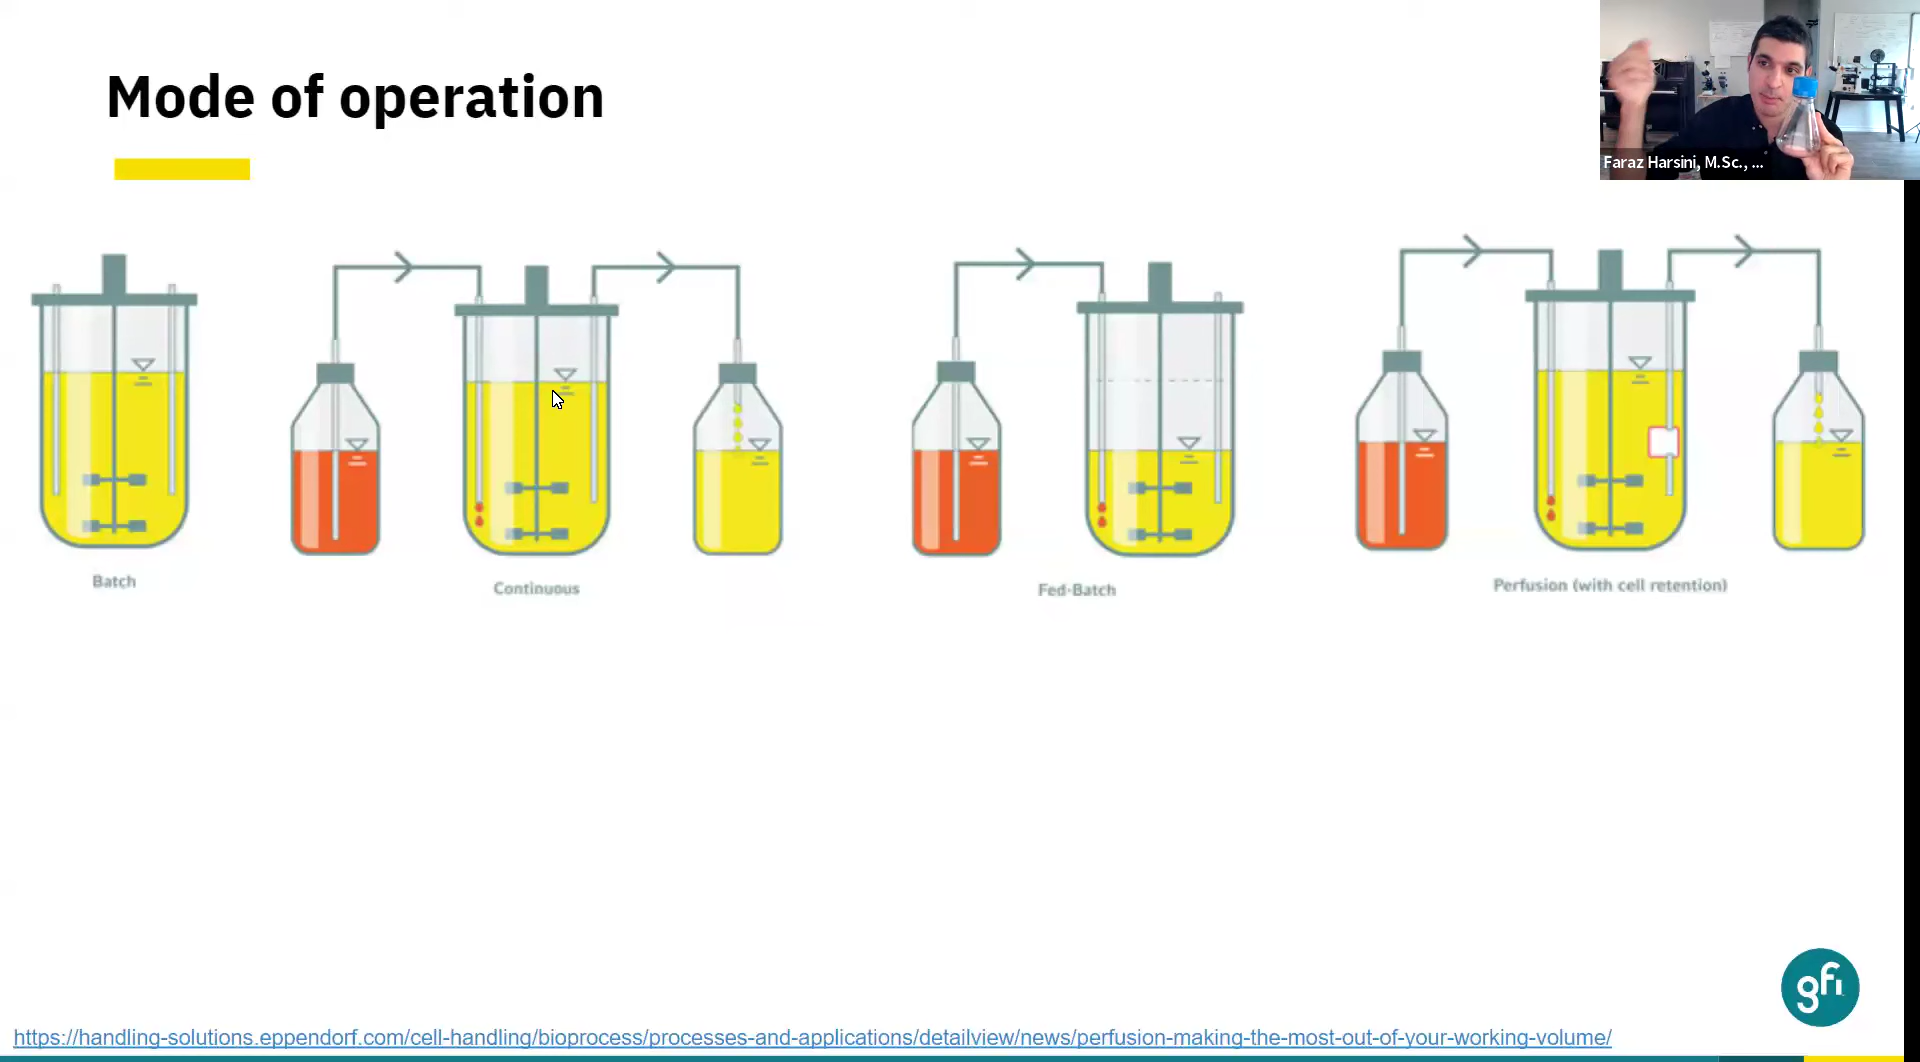 Mode of operation
Faraz Harsini, M.Sc., ...
Batch
Continuous
Fed-Batch
Perfusion (with cell retention)
gfi
https://handling-solutions.eppendorf.com/cell-handling/bioprocess/processes-and-applications/detailview/news/perfusion-making-the-most-out-of-your-working-volume/